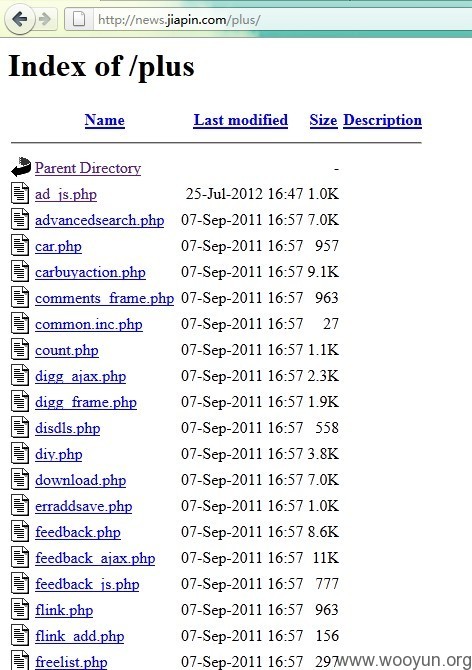 http://news.jiapin.com/plus/
Index of /plus
Name Last modified Size Description
Parent Directory -
ad_js.php 25-Jul-2012 16:47 1.0K
advancedsearch.php 07-Sep-2011 16:57 7.0K
car.php 07-Sep-2011 16:57 957
carbuyaction.php 07-Sep-2011 16:57 9.1K
comments_frame.php 07-Sep-2011 16:57 963
common.inc.php 07-Sep-2011 16:57 27
count.php 07-Sep-2011 16:57 1.1K
digg_ajax.php 07-Sep-2011 16:57 2.3K
digg_frame.php 07-Sep-2011 16:57 1.9K
disdls.php 07-Sep-2011 16:57 558
diy.php 07-Sep-2011 16:57 3.8K
download.php 07-Sep-2011 16:57 7.0K
erraddsave.php 07-Sep-2011 16:57 1.0K
feedback.php 07-Sep-2011 16:57 8.6K
feedback_ajax.php 07-Sep-2011 16:57 11K
feedback_js.php 07-Sep-2011 16:57 777
flink.php 07-Sep-2011 16:57 963
flink_add.php 07-Sep-2011 16:57 156
freelist.php 07-Sep-2011 16:57 297
www.wooyun.org